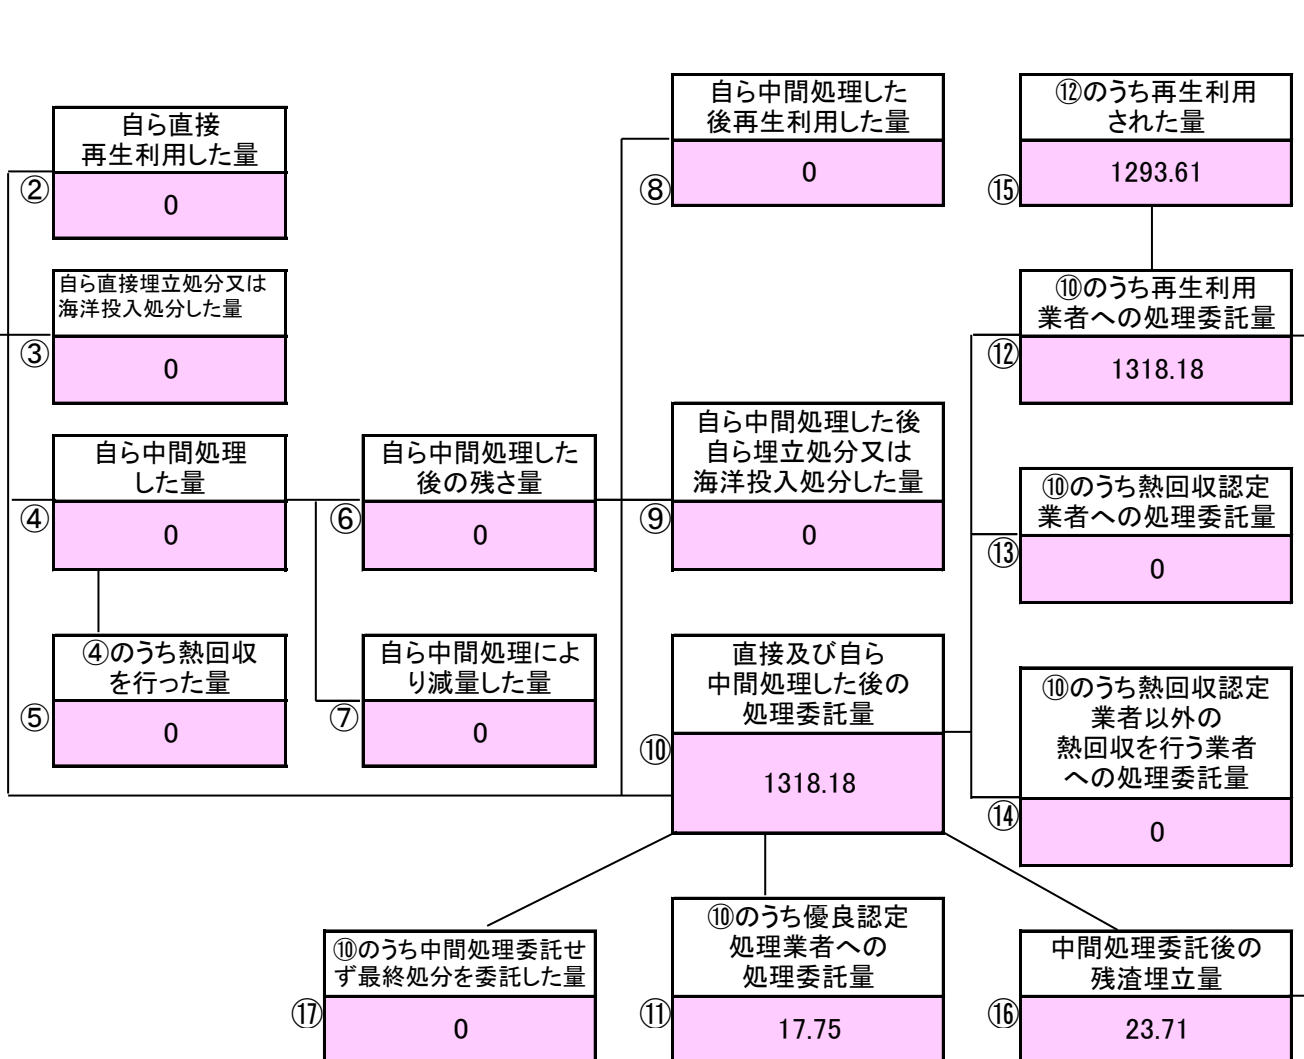 自ら直接
再生利用した量
②
0
自ら直接埋立処分又は
海洋投入処分した量
③
0
自ら中間処理
した量
④
0
④のうち熱回収
を行った量
⑤
0
自ら中間処理した
後の残さ量
⑥
0
自ら中間処理によ
り減量した量
⑦
0
自ら中間処理した
後再生利用した量
⑧
0
自ら中間処理した後
自ら埋立処分又は
海洋投入処分した量
⑨
0
直接及び自ら
中間処理した後の
処理委託量
⑩
1318.18
⑫のうち再生利用
された量
⑮
1293.61
⑩のうち再生利用
業者への処理委託量
⑫
1318.18
⑩のうち熱回収認定
業者への処理委託量
⑬
0
⑩のうち熱回収認定
業者以外の
熱回収を行う業者
への処理委託量
⑭
0
⑩のうち中間処理委託せ
ず最終処分を委託した量
⑰
0
⑩のうち優良認定
処理業者への
処理委託量
⑪
17.75
中間処理委託後の
残渣埋立量
⑯
23.71